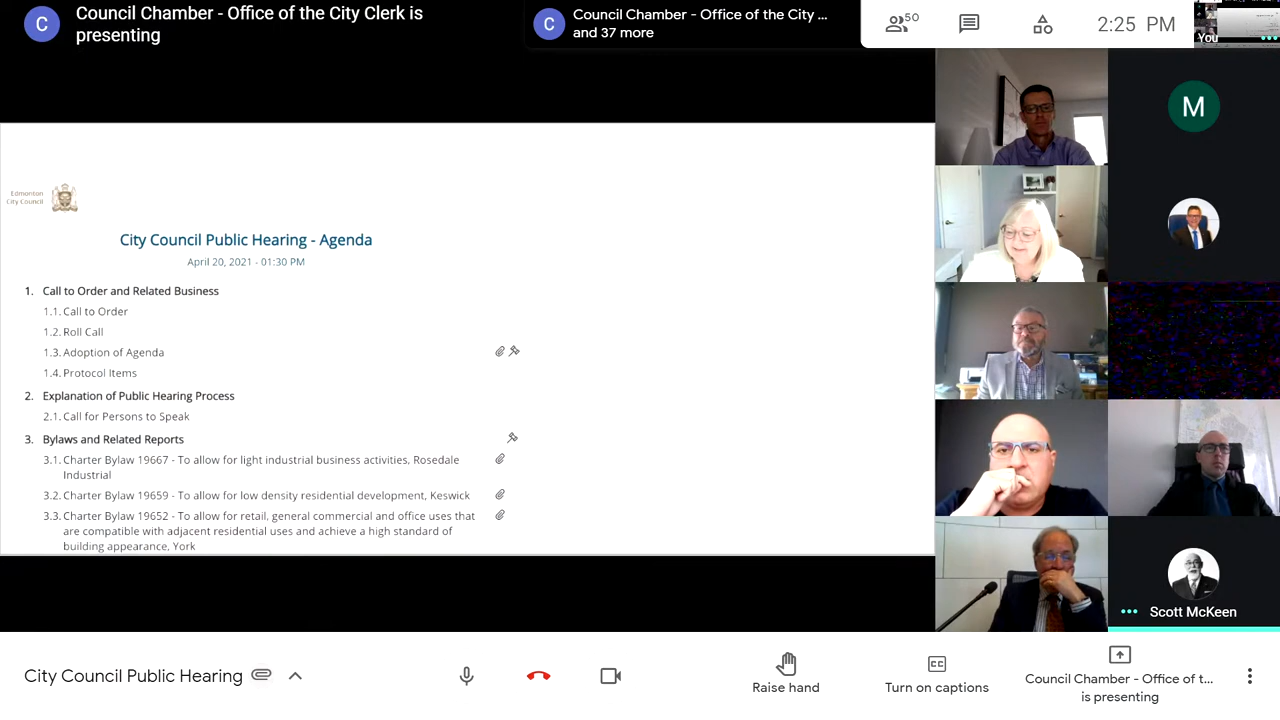 Council Chamber - Office of the City Clerk is
presenting
C
C
Council Chamber - Office of the City ...
and 37 more
50
2:25 PM
You
M
Edmonton
City Council
City Council Public Hearing - Agenda
April 20, 2021 - 01:30 PM
1. Call to Order and Related Business
1.1. Call to Order
1.2. Roll Call
1.3. Adoption of Agenda
1.4. Protocol Items
2. Explanation of Public Hearing Process
2.1. Call for Persons to Speak
3. Bylaws and Related Reports
3.1. Charter Bylaw 19667 - To allow for light industrial business activities, Rosedale
Industrial
3.2. Charter Bylaw 19659 - To allow for low density residential development, Keswick
3.3. Charter Bylaw 19652 - To allow for retail, general commercial and office uses that
are compatible with adjacent residential uses and achieve a high standard of
building appearance, York
Scott McKeen
City Council Public Hearing
Raise hand
CC
Turn on captions
Council Chamber - Office of t...
is presenting